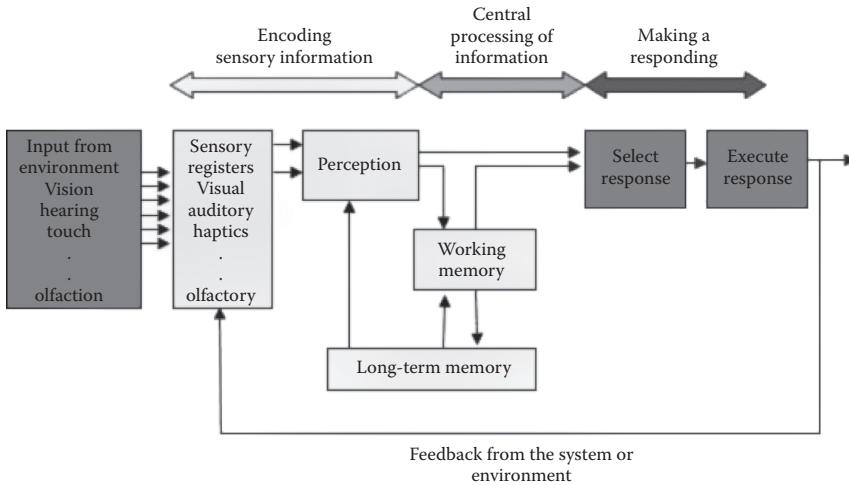 Encoding
sensory information
Central
processing of
information
Making a
responding
Input from
environment
Vision
hearing
touch
.
.
olfaction
Sensory
registers
Visual
auditory
haptics
.
.
olfactory
Perception
Working
memory
Long-term memory
Select
response
Execute
response
Feedback from the system or
environment